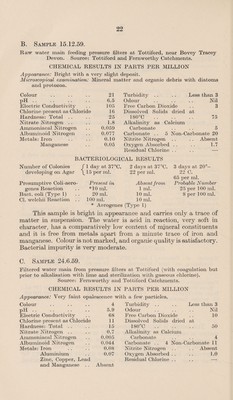 22
B. SAMPLE 15.12.59.
Raw water main feeding pressure filters at Tottiford, near Bovey Tracey
Devon. Source: Tottiford and Fernworthy Catchments.
CHEMICAL RESULTS IN PARTS PER MILLION
Appearance: Bright with a very slight deposit.
Microscopical examination: Mineral matter and organic debris with diatoms
and protozoa.
Colour .. .. .. 21 Turbidity .. .. Less than 3
pH .. .. .. 6.5 Odour .. .. .. Nil
Electric Conductivity 105 Free Carbon Dioxide .. 3
Chlorine present as Chloride 16 Dissolved Solids dried at
Hardness: Total .. .. 25 180°C .. .. .. 75
Nitrate Nitrogen .. .. 1.8 Alkalinity as Calcium
Ammoniacal Nitrogen .. 0.059 Carbonate .. .. 5
Albuminoid Nitrogen .. 0.077 Carbonate .. 5 Non-Carbonate 20
Metals: Iron .. .. 0.10 Nitrite Nitrogen .. .. Absent
Manganese .. 0.05 Oxygen Absorbed .. .. 1.7
Residual Chlorine .. .. —
BACTERIOLOGICAL RESULTS
Number of Colonies 1 day at 37°C. 2 days at 37°C. 3 days at 20°-
developing on Agar 15 per ml. 22 per ml. 22°C.
65 per ml.
Presumptive Coli-aero- Present in Absent from Probable Number
genes Reaction .. *10 ml. 1 ml. 25 per 100 ml.
Bact. coli (Type I) .. 20 ml. 10 ml. 8 per 100 ml.
Cl. welchii Reaction .. 100 ml. 10 ml.
* Aerogenes (Type I)
This sample is bright in appearance and carries only a trace of
matter in suspension. The water is acid in reaction, very soft in
character, has a comparatively low content of mineral constituents
and it is free from metals apart from a minute trace of iron and
manganese. Colour is not marked, and organic quality is satisfactory.
Bacterial impurity is very moderate.
C. SAMPLE 24.6.59.
Filtered water main from pressure filters at Tottiford (with coagulation but
prior to alkalisation with lime and sterilisation with gaseous chlorine).
Source: Fernworthy and Tottiford Catchments.
CHEMICAL RESULTS IN PARTS PER MILLION
Appearance: Very faint opalescence with a few particles.
Colour .. .. .. 4 Turbidity .. .. Less than 3
pH .. .. .. 5.9 Odour .. .. .. Nil
Electric Conductivity 88 Free Carbon Dioxide .. 10
Chlorine present as Chloride 11 Dissolved Solids dried at
Hardness: Total .. .. 15 180°C .. .. .. 50
Nitrate Nitrogen .. .. 0.7 Alkalinity as Calcium
Ammoniacal Nitrogen .. 0.005 Carbonate .. .. 4
Albuminoid Nitrogen .. 0.044 Carbonate .. 4 Non-Carbonate 11
Metals: Iron .. .. 0.08 Nitrite Nitrogen .. .. Absent
Aluminium 0.07 Oxygen Absorbed .. .. 1.0
Zinc, Copper, Lead Residual Chlorine .. .. —
and Manganese .. Absent